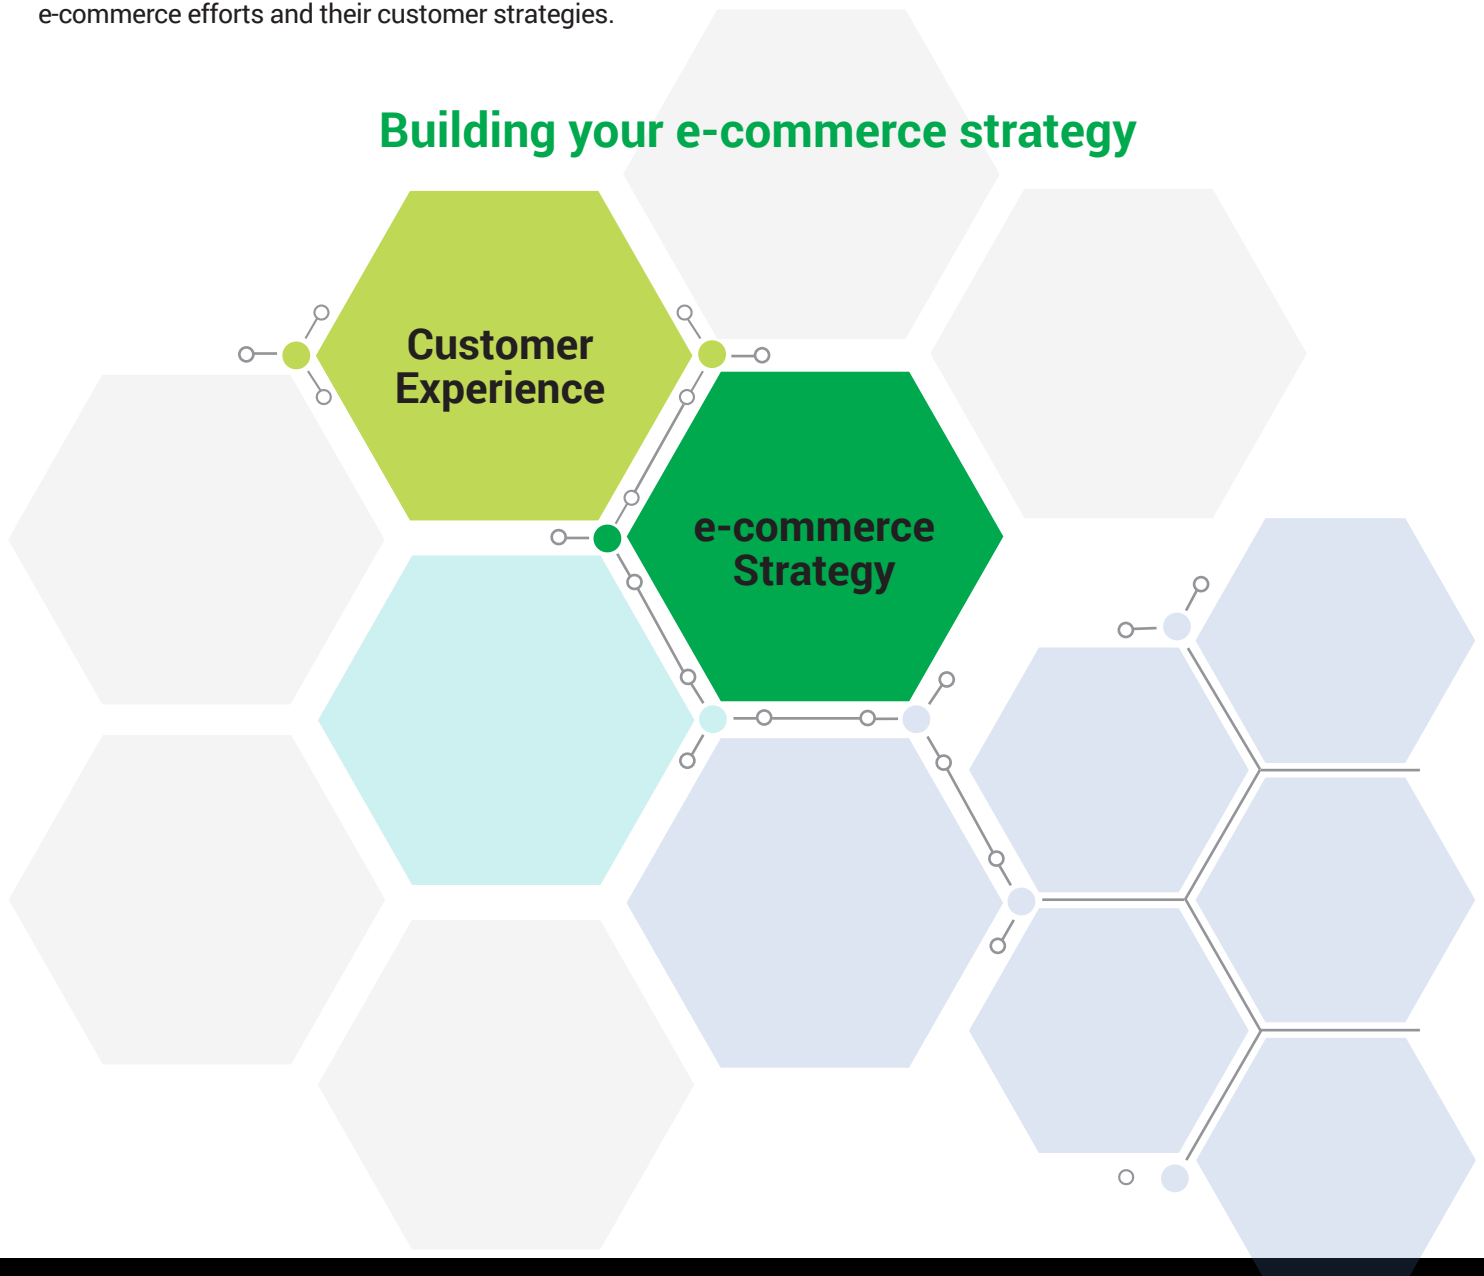 e-commerce efforts and their customer strategies.
Building your e-commerce strategy
Customer
Experience
e-commerce
Strategy